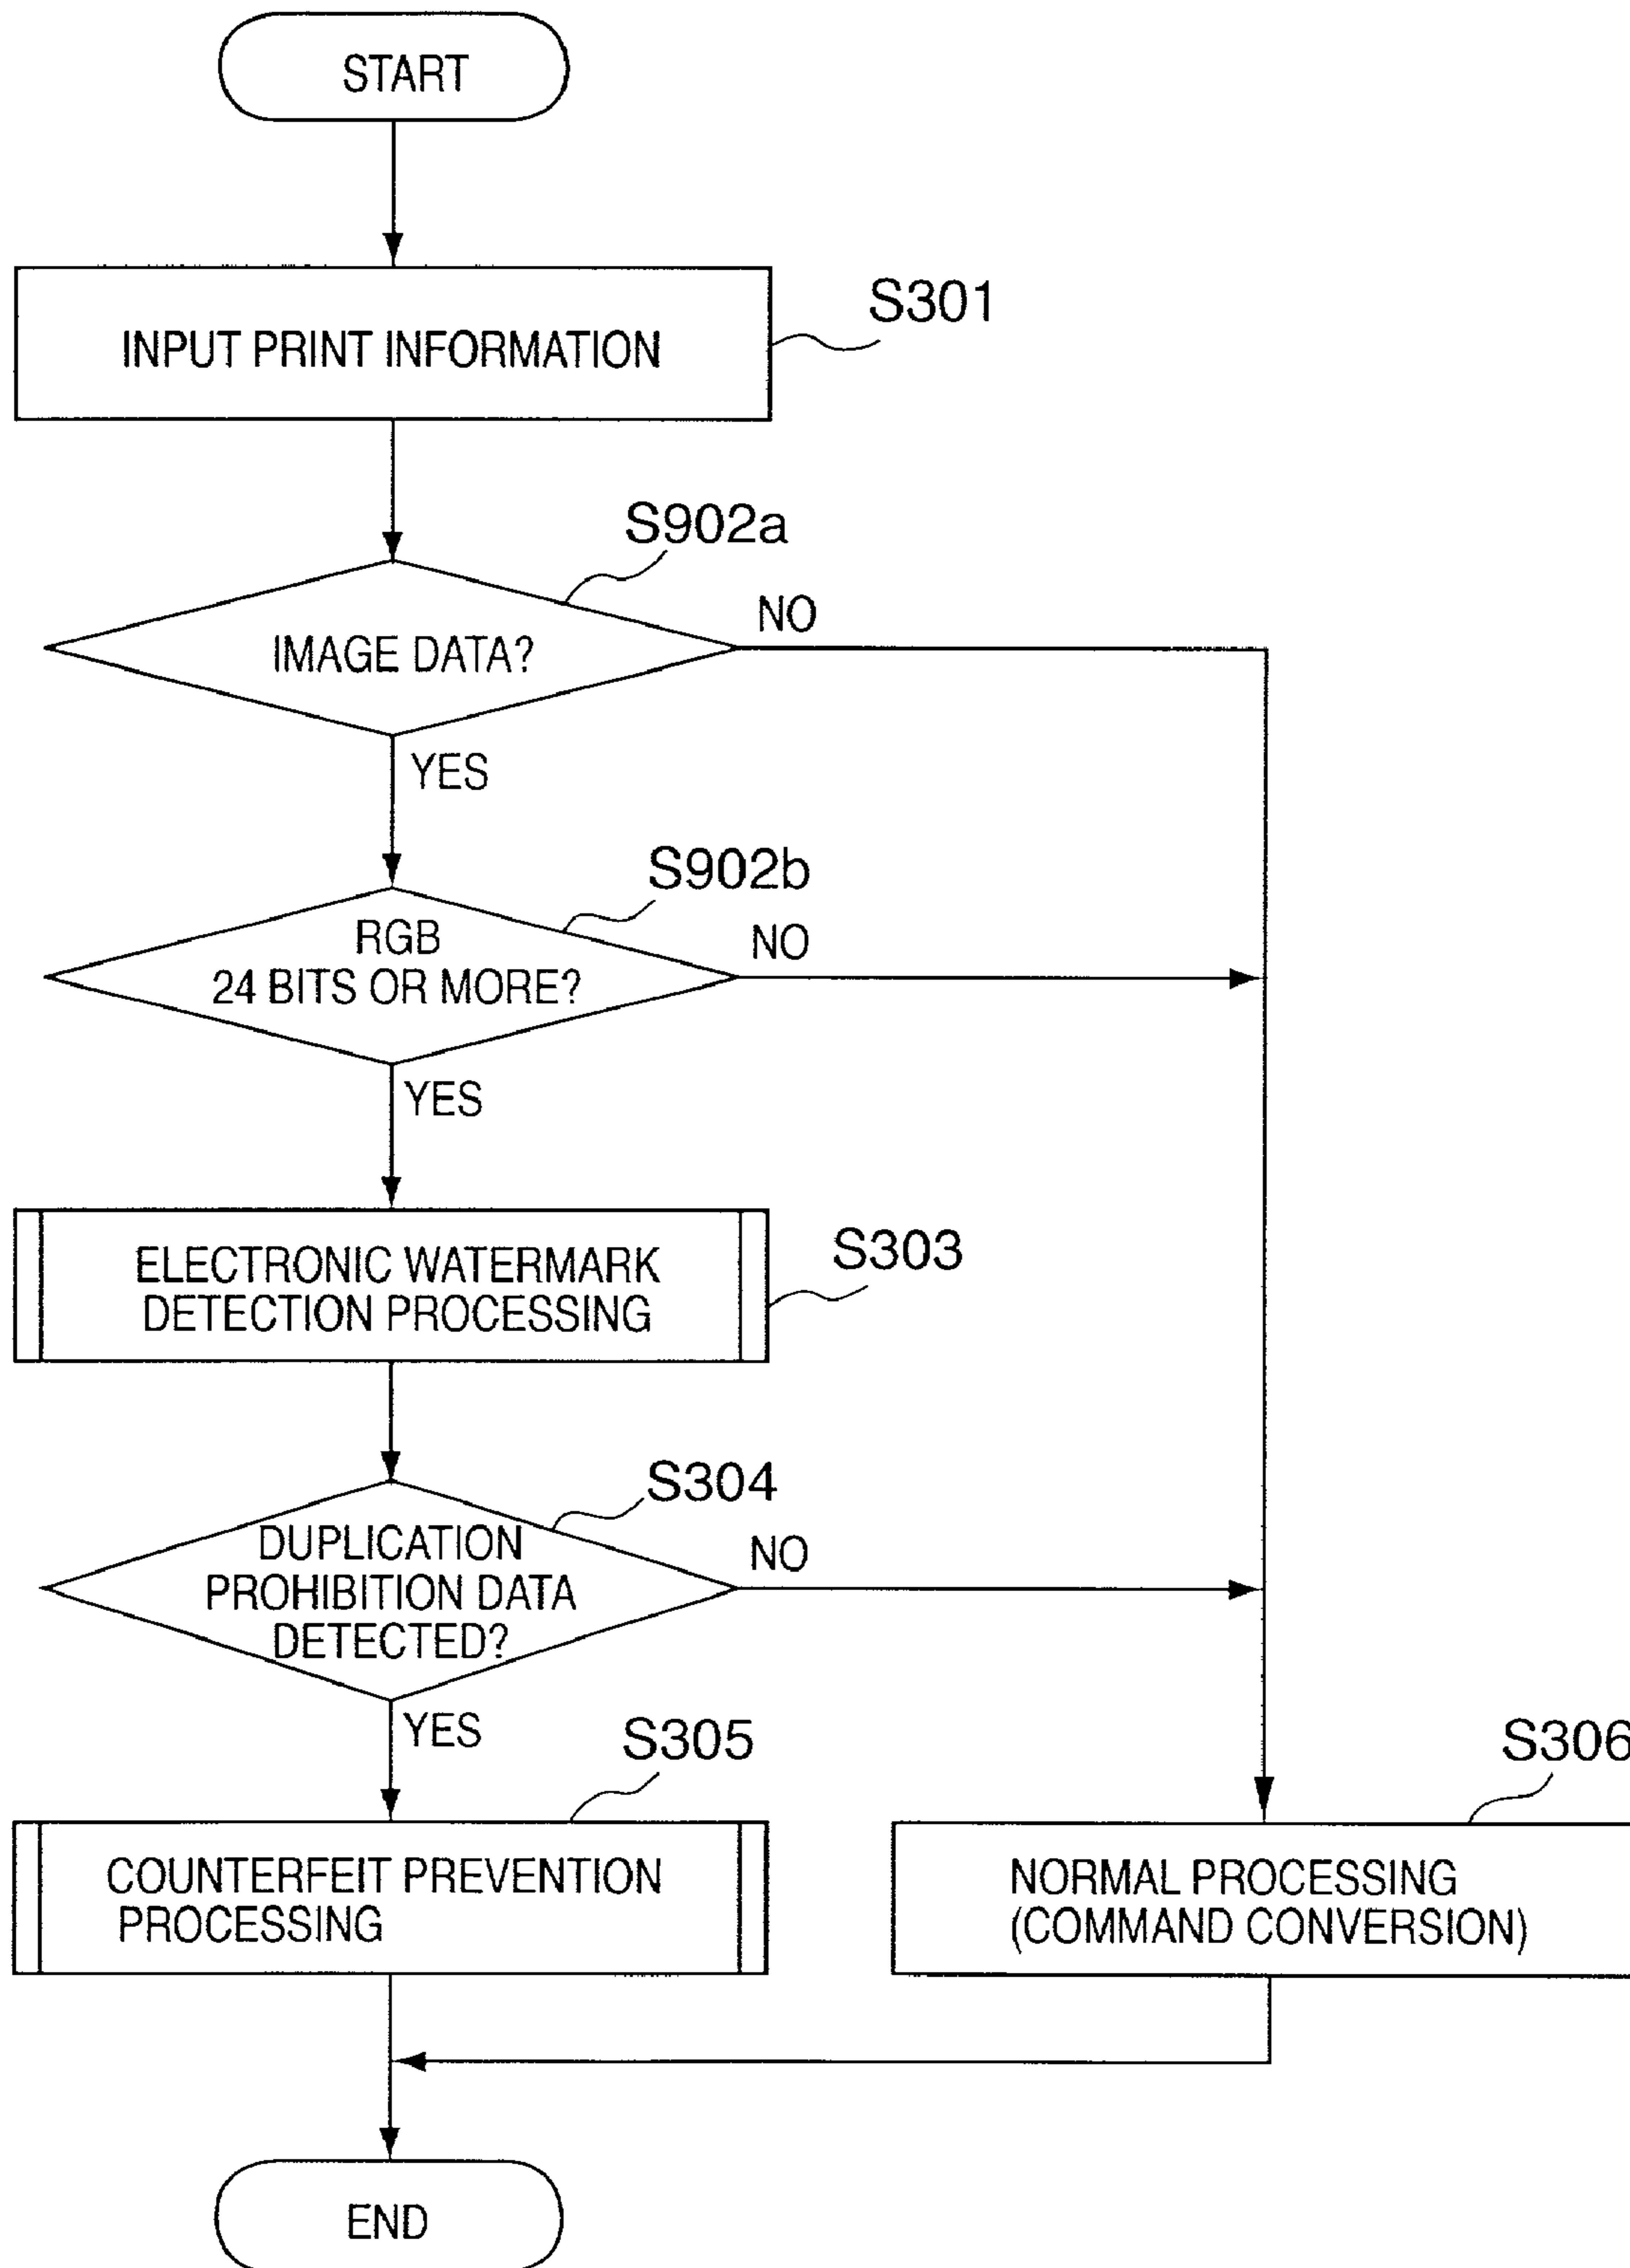 START
INPUT PRINT INFORMATION
S301
S902a
IMAGE DATA?
NO
YES
S902b
RGB
24 BITS OR MORE?
NO
YES
ELECTRONIC WATERMARK
DETECTION PROCESSING
S303
S304
DUPLICATION
PROHIBITION DATA
DETECTED?
NO
YES
S305
S306
COUNTERFEIT PREVENTION
PROCESSING
NORMAL PROCESSING
(COMMAND CONVERSION)
END